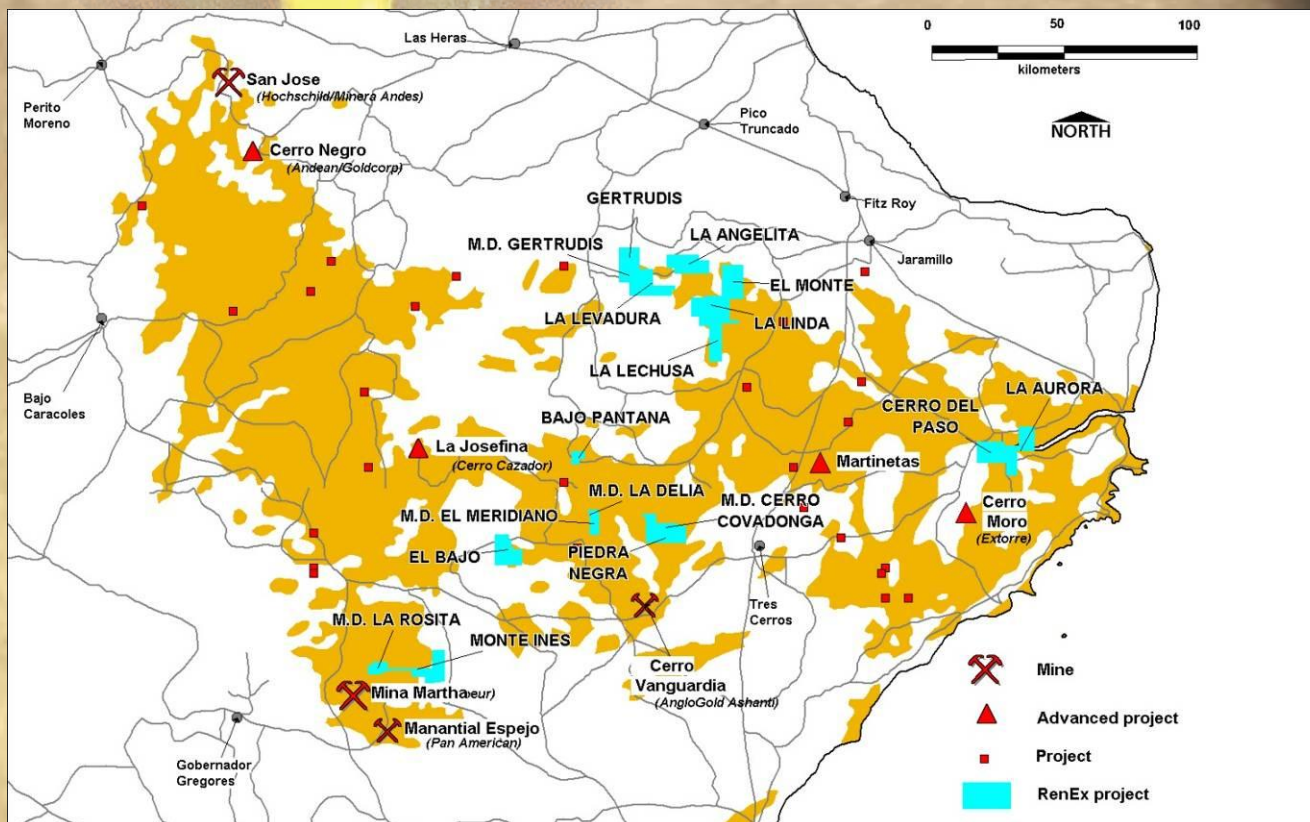 0
50
100
kilometers
NORTH
Las Heras
Perito
Moreno
San Jose
(Hochschild/Minera Andes)
Cerro Negro
(Andean/Goldcorp)
Pico
Truncado
Fitz Roy
Jaramillo
GERTRUDIS
M.D. GERTRUDIS
LA ANGELITA
EL MONTE
LA LEVADURA
LA LINDA
LA LECHUSA
Bajo
Caracoles
LA AURORA
CERRO DEL
PASO
BAJO PANTANA
La Josefina
(Cerro Cazador)
Martinetas
M.D. LA DELIA
M.D. EL MERIDIANO
M.D. CERRO
COVADONGA
EL BAJO
PIEDRA
NEGRA
Cerro
Moro
(Extorre)
Tres
Cerros
M.D. LA ROSITA
MONTE INES
Cerro
Vanguardia
(AngloGold Ashanti)
Mina Martha
eur)
Manantial Espejo
(Pan American)
Gobernador
Gregores
Mine
Advanced project
Project
RenEx project